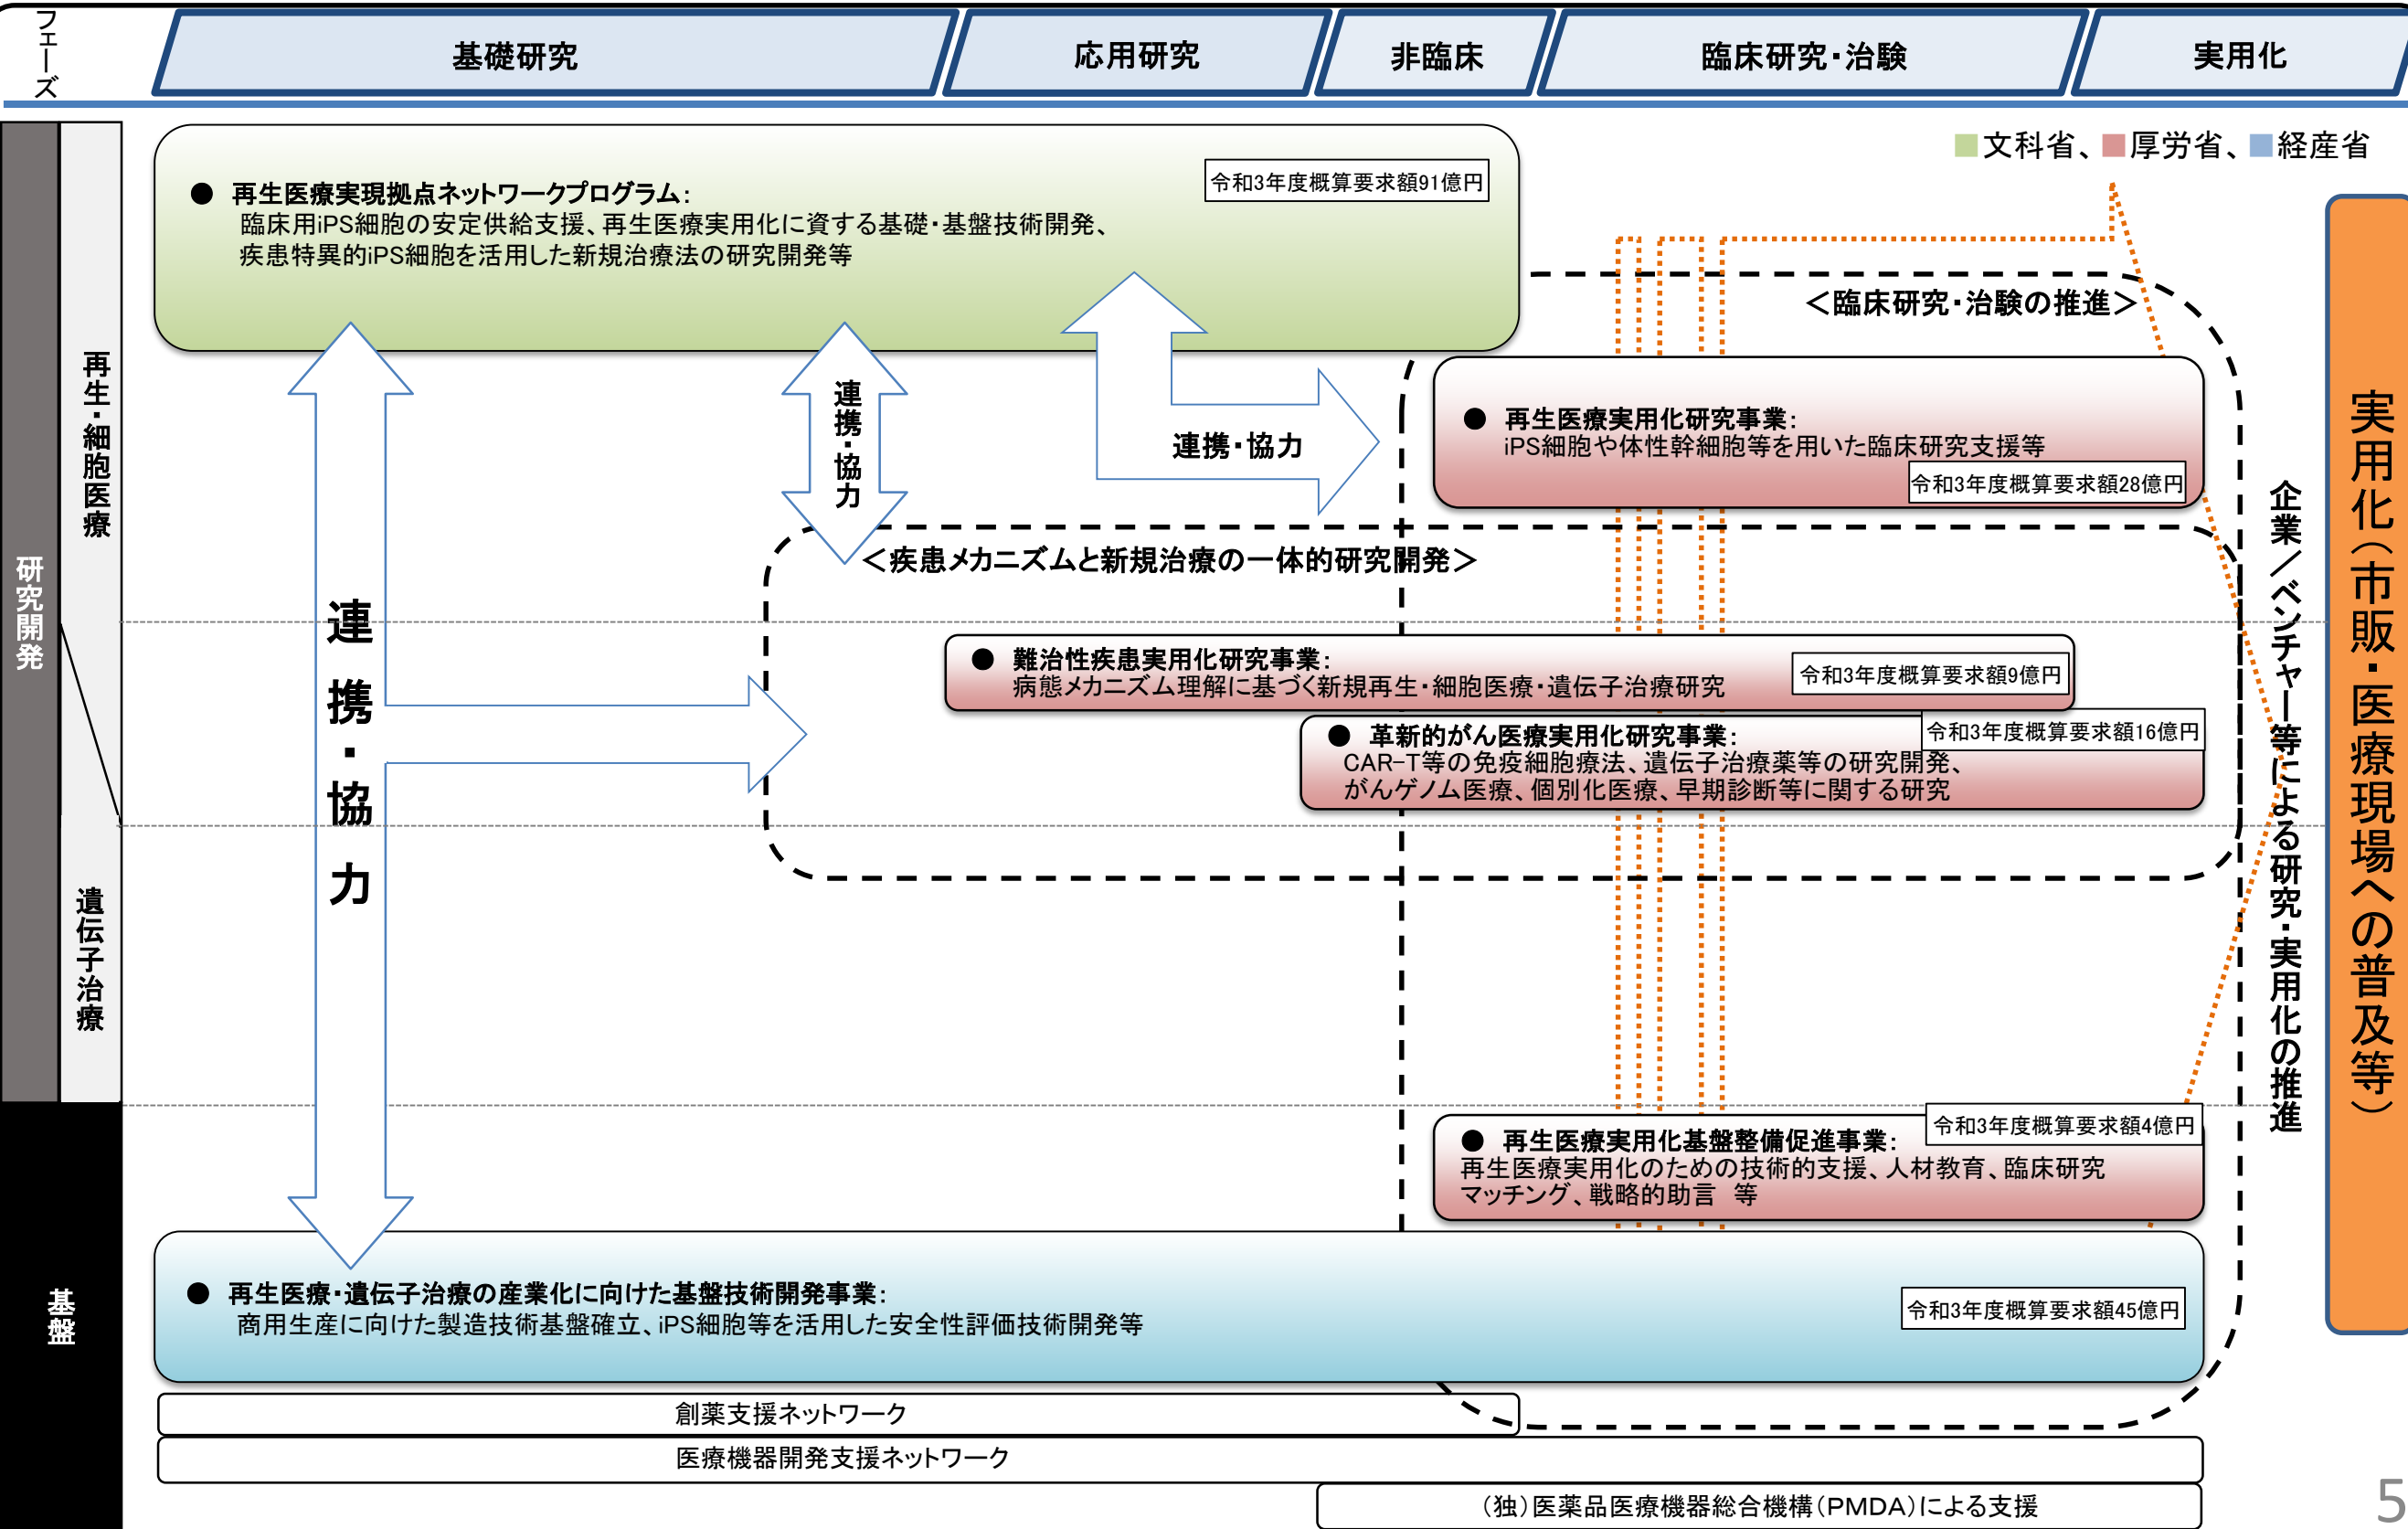 フェーズ
基礎研究
応用研究
非臨床
臨床研究・治験
実用化
■文科省、■厚労省、■経産省
研究開発
再生・細胞医療
遺伝子治療
基盤
● 再生医療実現拠点ネットワークプログラム：
令和3年度概算要求額91億円
臨床用iPS細胞の安定供給支援、再生医療実用化に資する基礎・基盤技術開発、
疾患特異的iPS細胞を活用した新規治療法の研究開発等
＜臨床研究・治験の推進＞
連携・協力
連携・協力
連携・協力
● 再生医療実用化研究事業：
iPS細胞や体性幹細胞等を用いた臨床研究支援等
令和3年度概算要求額28億円
＜疾患メカニズムと新規治療の一体的研究開発＞
● 難治性疾患実用化研究事業：
病態メカニズム理解に基づく新規再生・細胞医療・遺伝子治療研究
令和3年度概算要求額9億円
● 革新的がん医療実用化研究事業：
令和3年度概算要求額16億円
CAR-T等の免疫細胞療法、遺伝子治療薬等の研究開発、
がんゲノム医療、個別化医療、早期診断等に関する研究
企業／ベンチャー等による研究・実用化の推進
実用化（市販・医療現場への普及等）
● 再生医療実用化基盤整備促進事業：
令和3年度概算要求額4億円
再生医療実用化のための技術的支援、人材教育、臨床研究
マッチング、戦略的助言　等
● 再生医療・遺伝子治療の産業化に向けた基盤技術開発事業：
商用生産に向けた製造技術基盤確立、iPS細胞等を活用した安全性評価技術開発等
令和3年度概算要求額45億円
創薬支援ネットワーク
医療機器開発支援ネットワーク
（独）医薬品医療機器総合機構（PMDA）による支援
5